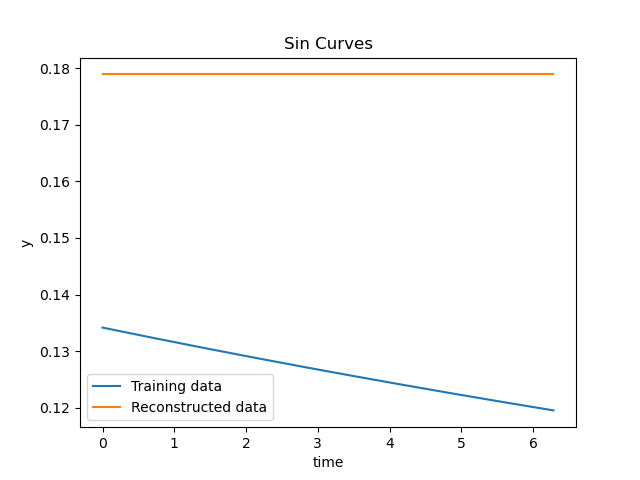 Sin Curves
0.18
0.17
0.16
0.15
0.14
0.13
0.12
y
Training data
Reconstructed data
0 1 2 3 4 5 6
time